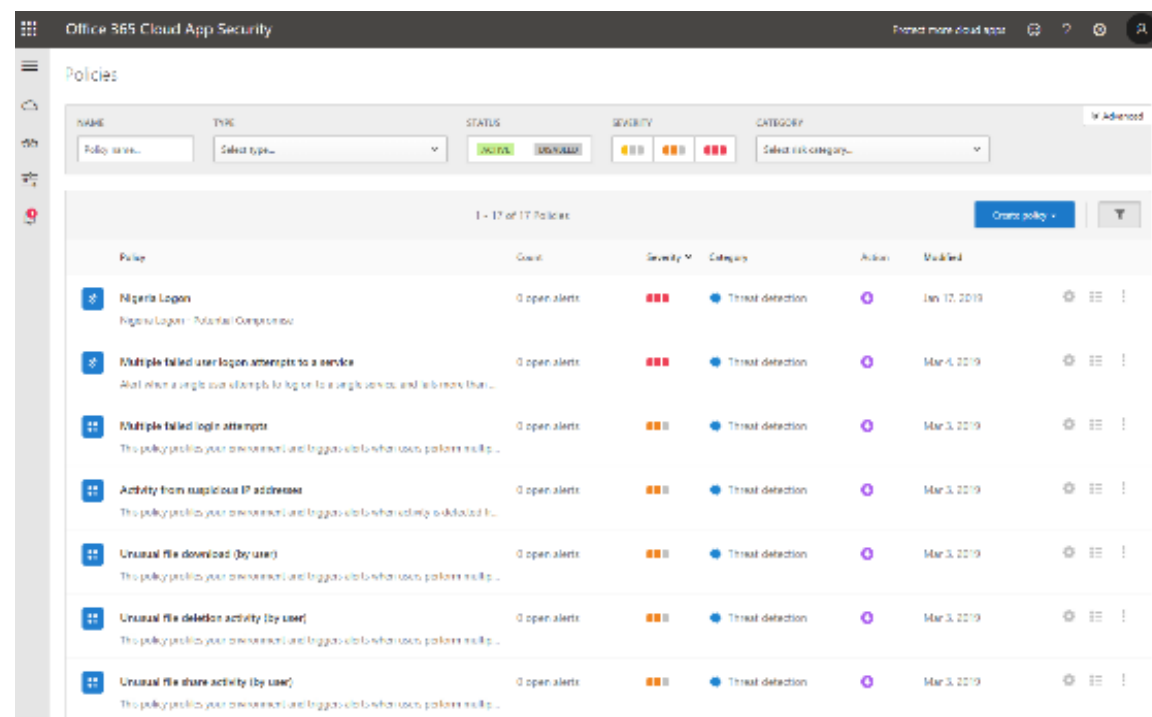 Office 365 Cloud App Security Protect more cloud apps ?
Policies
Advanced
NAME TYPE STATUS SEVERITY CATEGORY
Policy name... Select type... ACTIVE DISABLED Select risk category...
1 - 17 of 17 Policies Create policy
Policy Count Severity Category Action Modified
Nigeria Logon 0 open alerts Threat detection Jan 17, 2019
Nigeria Logon - Potential Compromise
Multiple failed user logon attempts to a service 0 open alerts Threat detection Mar 4, 2019
Alert when a single user attempts to log on to a single service, and fails more than ...
Multiple failed login attempts 0 open alerts Threat detection Mar 3, 2019
This policy profiles your environment and triggers alerts when users perform multip...
Activity from suspicious IP addresses 0 open alerts Threat detection Mar 3, 2019
This policy profiles your environment and triggers alerts when activity is detected fr...
Unusual file download (by user) 0 open alerts Threat detection Mar 3, 2019
This policy profiles your environment and triggers alerts when users perform multip...
Unusual file deletion activity (by user) 0 open alerts Threat detection Mar 3, 2019
This policy profiles your environment and triggers alerts when users perform multip...
Unusual file share activity (by user) 0 open alerts Threat detection Mar 3, 2019
This policy profiles your environment and triggers alerts when users perform multip...